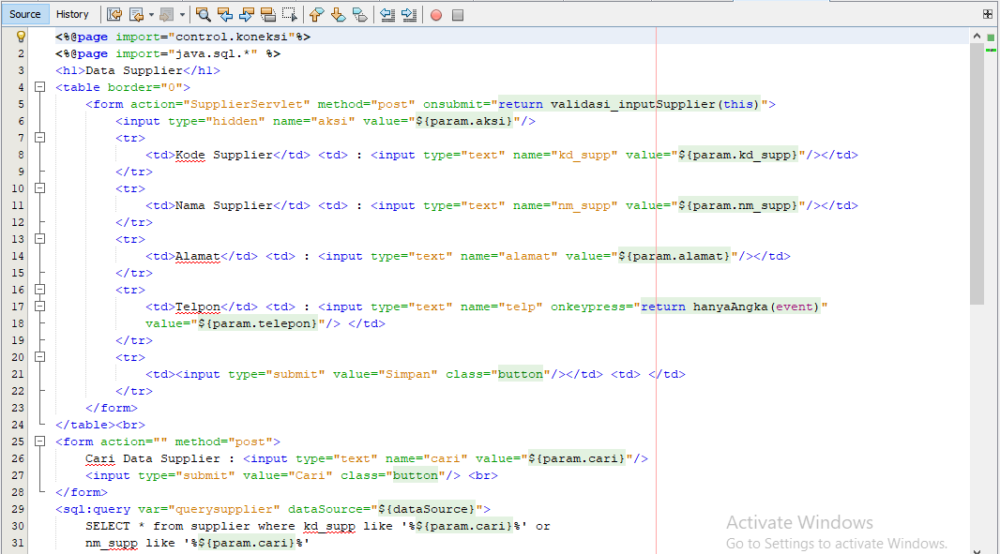 Source History
1 <%@page import="control.koneksi"%>
2 <%@page import="java.sql.*" %>
3 <h1>Data Supplier</h1>
4 <table border="0">
5 <form action="SupplierServlet" method="post" onsubmit="return validasi_inputSupplier(this)">
6 <input type="hidden" name="aksi" value="${param.aksi}"/>
7 <tr>
8 <td>Kode Supplier</td> <td> : <input type="text" name="kd_supp" value="${param.kd_supp}"/></td>
9 </tr>
10 <tr>
11 <td>Nama Supplier</td> <td> : <input type="text" name="nm_supp" value="${param.nm_supp}"/></td>
12 </tr>
13 <tr>
14 <td>Alamat</td> <td> : <input type="text" name="alamat" value="${param.alamat}"/></td>
15 </tr>
16 <tr>
17 <td>Telpon</td> <td> : <input type="text" name="telp" onkeypress="return hanyaAngka(event)"
18 value="${param.telepon}"/> </td>
19 </tr>
20 <tr>
21 <td><input type="submit" value="Simpan" class="button"/></td> <td> </td>
22 </tr>
23 </form>
24 </table><br>
25 <form action="" method="post">
26 Cari Data Supplier : <input type="text" name="cari" value="${param.cari}"/>
27 <input type="submit" value="Cari" class="button"/> <br>
28 </form>
29 <sql:query var="querysupplier" dataSource="${dataSource}">
30 SELECT * from supplier where kd_supp like '%${param.cari}%' or
31 nm_supp like '%${param.cari}%'
Activate Windows
Go to Settings to activate Windows.